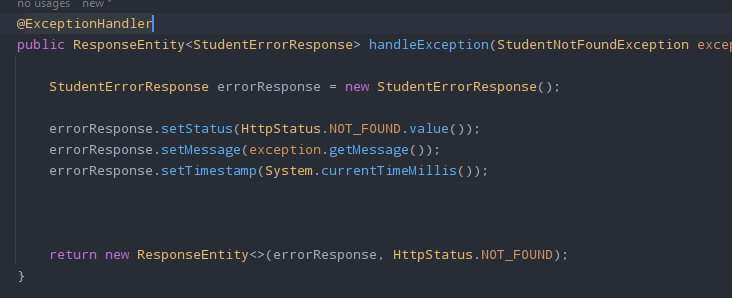 no usages   new *
@ExceptionHandler
public ResponseEntity<StudentErrorResponse> handleException(StudentNotFoundException excep
    StudentErrorResponse errorResponse = new StudentErrorResponse();
    errorResponse.setStatus(HttpStatus.NOT_FOUND.value());
    errorResponse.setMessage(exception.getMessage());
    errorResponse.setTimestamp(System.currentTimeMillis());
    return new ResponseEntity<>(errorResponse, HttpStatus.NOT_FOUND);
}